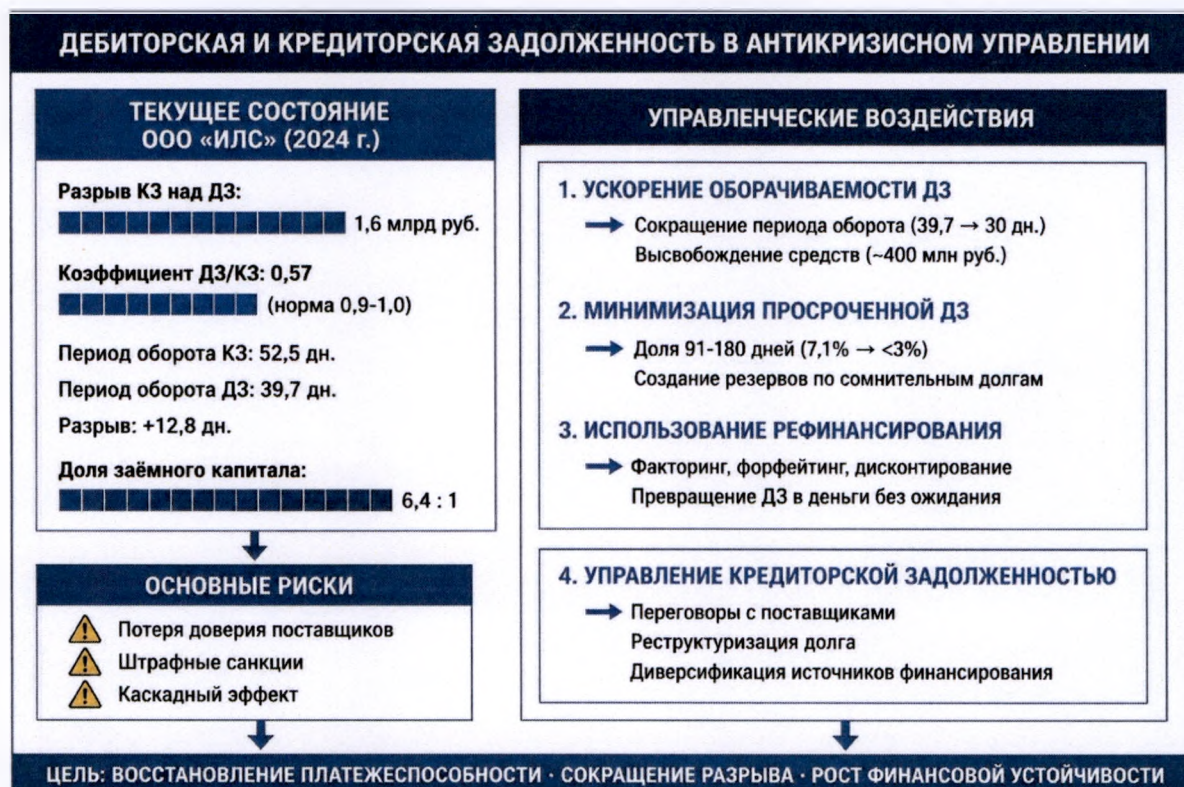 ДЕБИТОРСКАЯ И КРЕДИТОРСКАЯ ЗАДОЛЖЕННОСТЬ В АНТИКРИЗИСНОМ УПРАВЛЕНИИ
ТЕКУЩЕЕ СОСТОЯНИЕ
ООО «ИЛС» (2024 г.)
Разрыв КЗ над ДЗ:
1,6 млрд руб.
Коэффициент ДЗ/КЗ: 0,57
(норма 0,9-1,0)
Период оборота КЗ: 52,5 дн.
Период оборота ДЗ: 39,7 дн.
Разрыв: +12,8 дн.
Доля заёмного капитала:
6,4 : 1
ОСНОВНЫЕ РИСКИ
Потеря доверия поставщиков
Штрафные санкции
Каскадный эффект
УПРАВЛЕНЧЕСКИЕ ВОЗДЕЙСТВИЯ
1. УСКОРЕНИЕ ОБОРАЧИВАЕМОСТИ ДЗ
→ Сокращение периода оборота (39,7 → 30 дн.)
Высвобождение средств (~400 млн руб.)
2. МИНИМИЗАЦИЯ ПРОСРОЧЕННОЙ ДЗ
→ Доля 91-180 дней (7,1% → <3%)
Создание резервов по сомнительным долгам
3. ИСПОЛЬЗОВАНИЕ РЕФИНАНСИРОВАНИЯ
→ Факторинг, форфейтинг, дисконтирование
Превращение ДЗ в деньги без ожидания
4. УПРАВЛЕНИЕ КРЕДИТОРСКОЙ ЗАДОЛЖЕННОСТЬЮ
→ Переговоры с поставщиками
Реструктуризация долга
Диверсификация источников финансирования
ЦЕЛЬ: ВОССТАНОВЛЕНИЕ ПЛАТЕЖЕСПОСОБНОСТИ · СОКРАЩЕНИЕ РАЗРЫВА · РОСТ ФИНАНСОВОЙ УСТОЙЧИВОСТИ